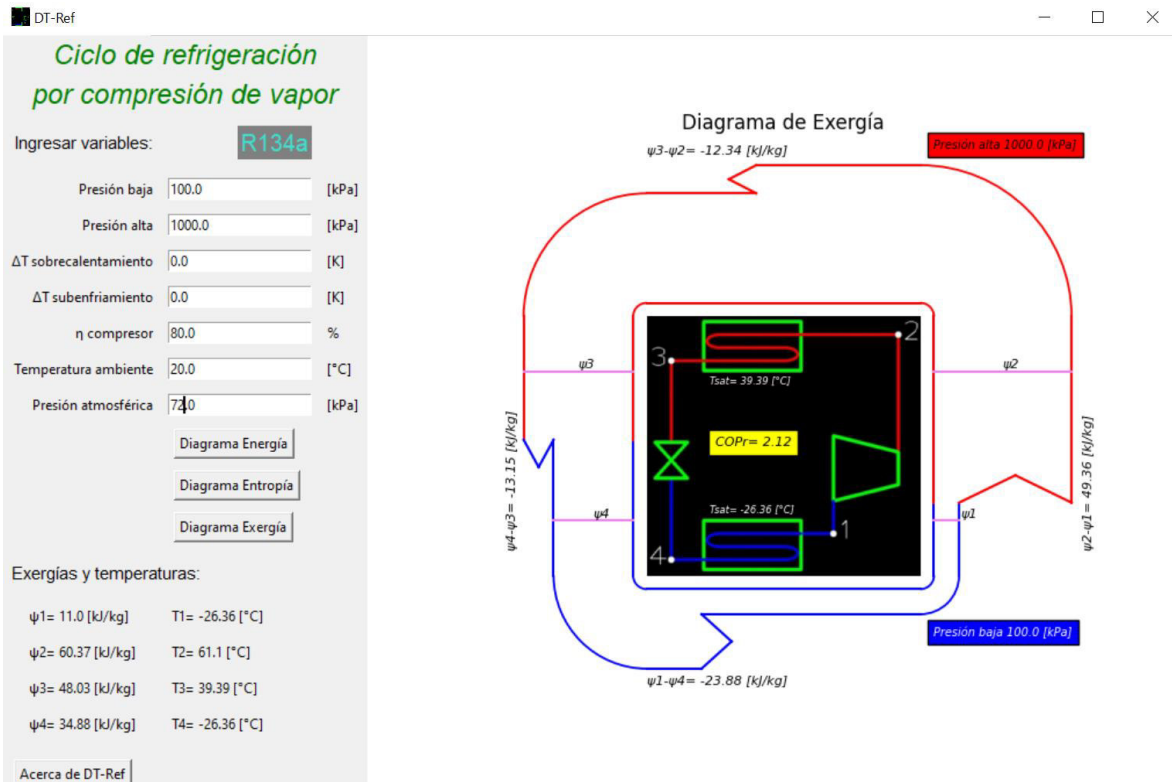 DT-Ref
Ciclo de refrigeración
por compresión de vapor
Ingresar variables:
R134a
Presión baja 100.0 [kPa]
Presión alta 1000.0 [kPa]
ΔT sobrecalentamiento 0.0 [K]
ΔT subenfriamiento 0.0 [K]
η compresor 80.0 %
Temperatura ambiente 20.0 [°C]
Presión atmosférica 72.0 [kPa]
Diagrama Energía
Diagrama Entropía
Diagrama Exergía
Exergías y temperaturas:
ψ1= 11.0 [kJ/kg] T1= -26.36 [°C]
ψ2= 60.37 [kJ/kg] T2= 61.1 [°C]
ψ3= 48.03 [kJ/kg] T3= 39.39 [°C]
ψ4= 34.88 [kJ/kg] T4= -26.36 [°C]
Acerca de DT-Ref
Diagrama de Exergía
ψ3-ψ2= -12.34 [kJ/kg]
Presión alta 1000.0 [kPa]
2
3
Tsat= 39.39 [°C]
ψ3
ψ2
COPr= 2.12
ψ4-ψ3= -13.15 [kJ/kg]
ψ2-ψ1= 49.36 [kJ/kg]
Tsat= -26.36 [°C]
ψ4
ψ1
1
4
Presión baja 100.0 [kPa]
ψ1-ψ4= -23.88 [kJ/kg]